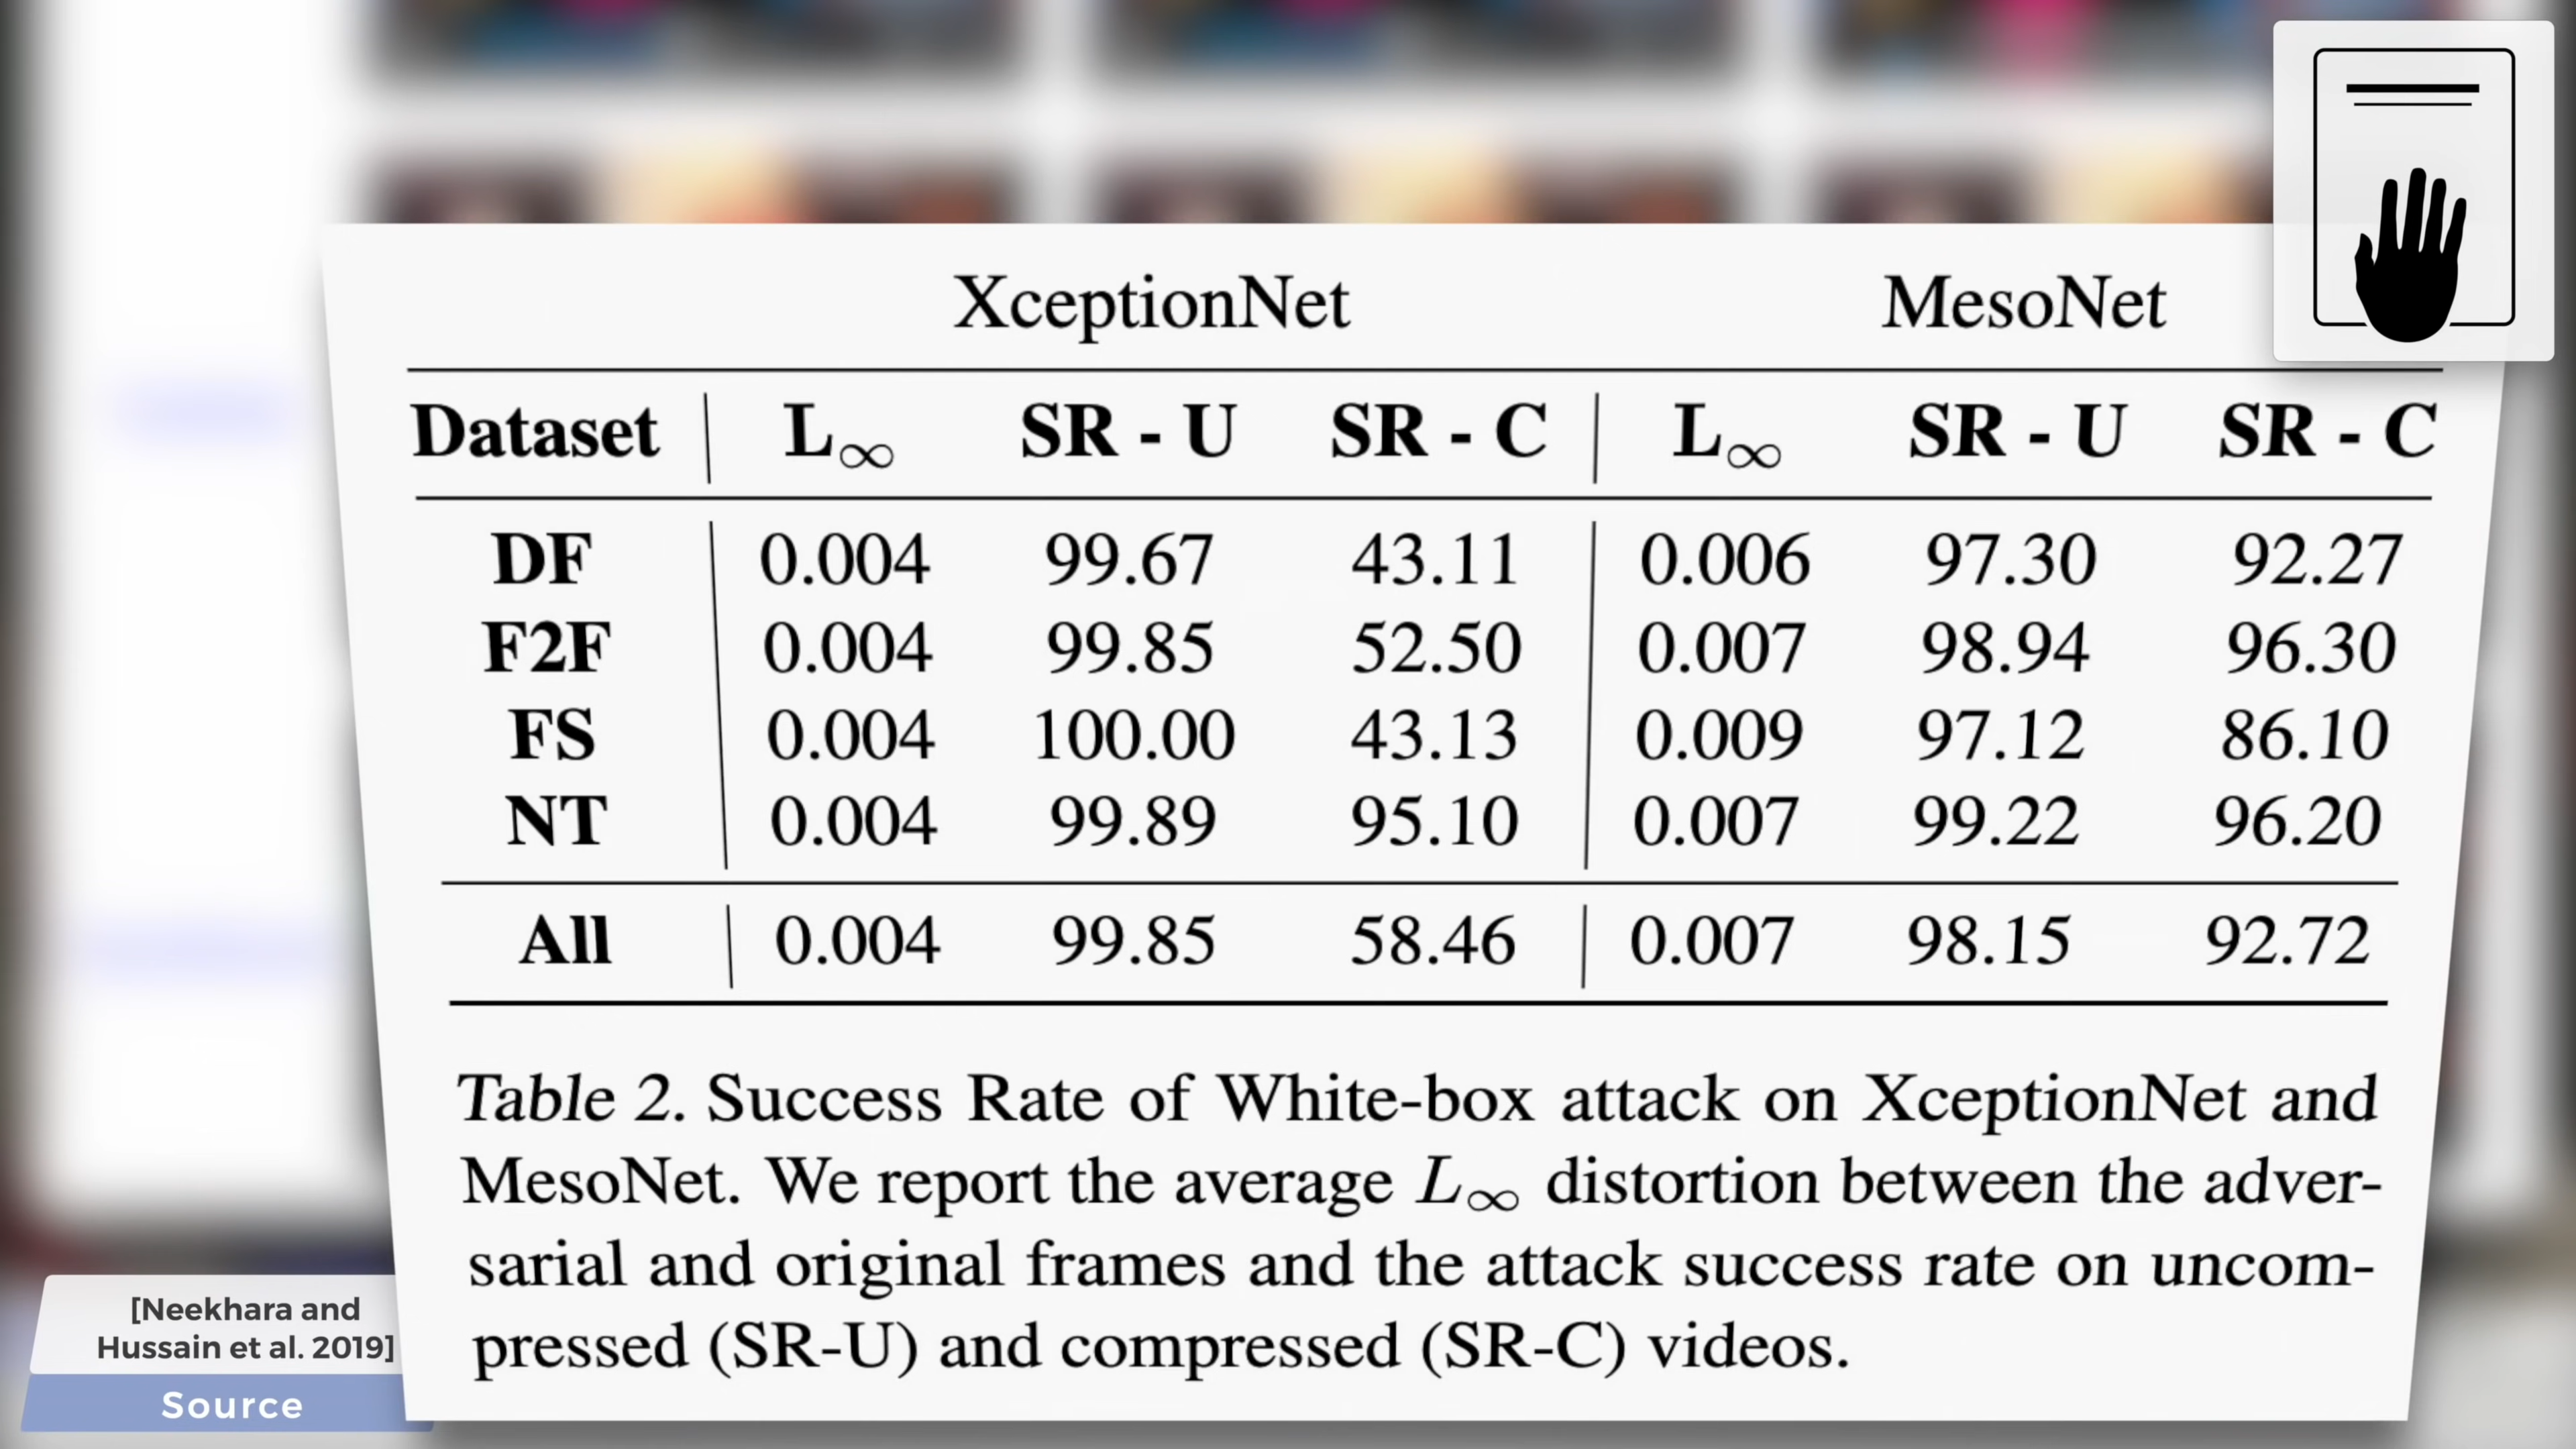 XceptionNet MesoNet
Dataset L∞ SR - U SR - C L∞ SR - U SR - C
DF 0.004 99.67 43.11 0.006 97.30 92.27
F2F 0.004 99.85 52.50 0.007 98.94 96.30
FS 0.004 100.00 43.13 0.009 97.12 86.10
NT 0.004 99.89 95.10 0.007 99.22 96.20
All 0.004 99.85 58.46 0.007 98.15 92.72
Table 2. Success Rate of White-box attack on XceptionNet and
MesoNet. We report the average L∞ distortion between the adver-
sarial and original frames and the attack success rate on uncom-
pressed (SR-U) and compressed (SR-C) videos.
[Neekhara and
Hussain et al. 2019]
Source